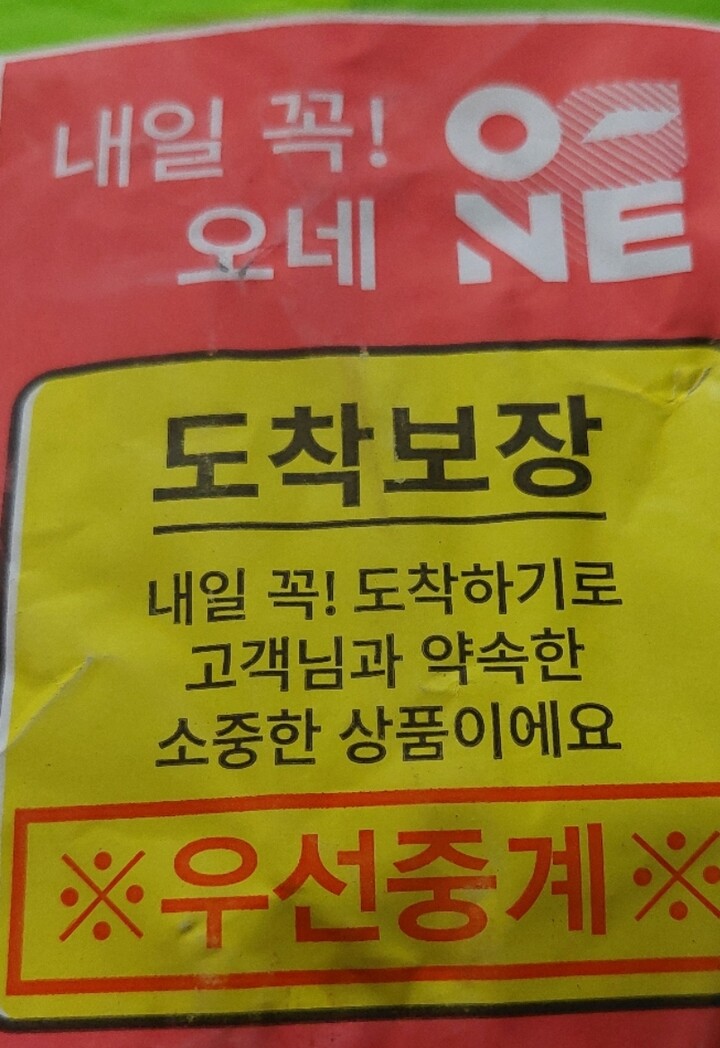 내일 꼭!
오네
O-NE
도착보장
내일 꼭! 도착하기로
고객님과 약속한
소중한 상품이에요
※우선중계※